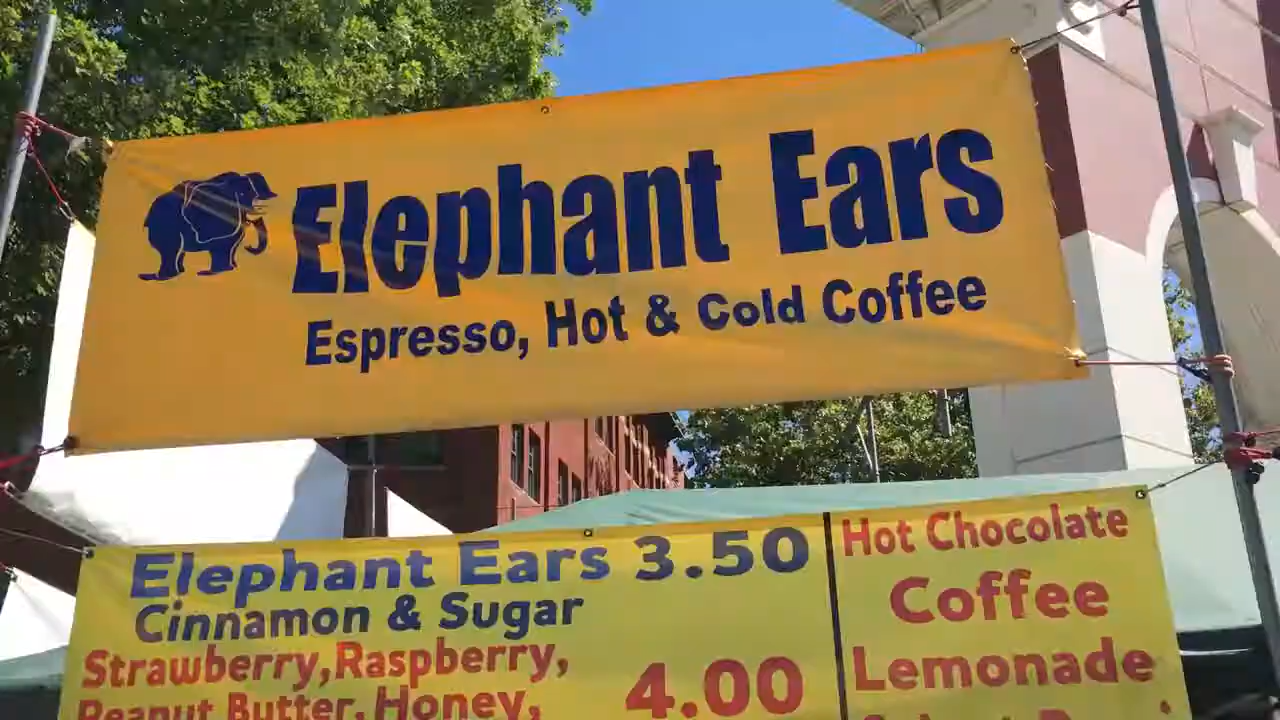 Elephant Ears
Espresso, Hot & Cold Coffee
Elephant Ears 3.50
Cinnamon & Sugar
Strawberry, Raspberry,
Peanut Butter, Honey,
4.00
Hot Chocolate
Coffee
Lemonade